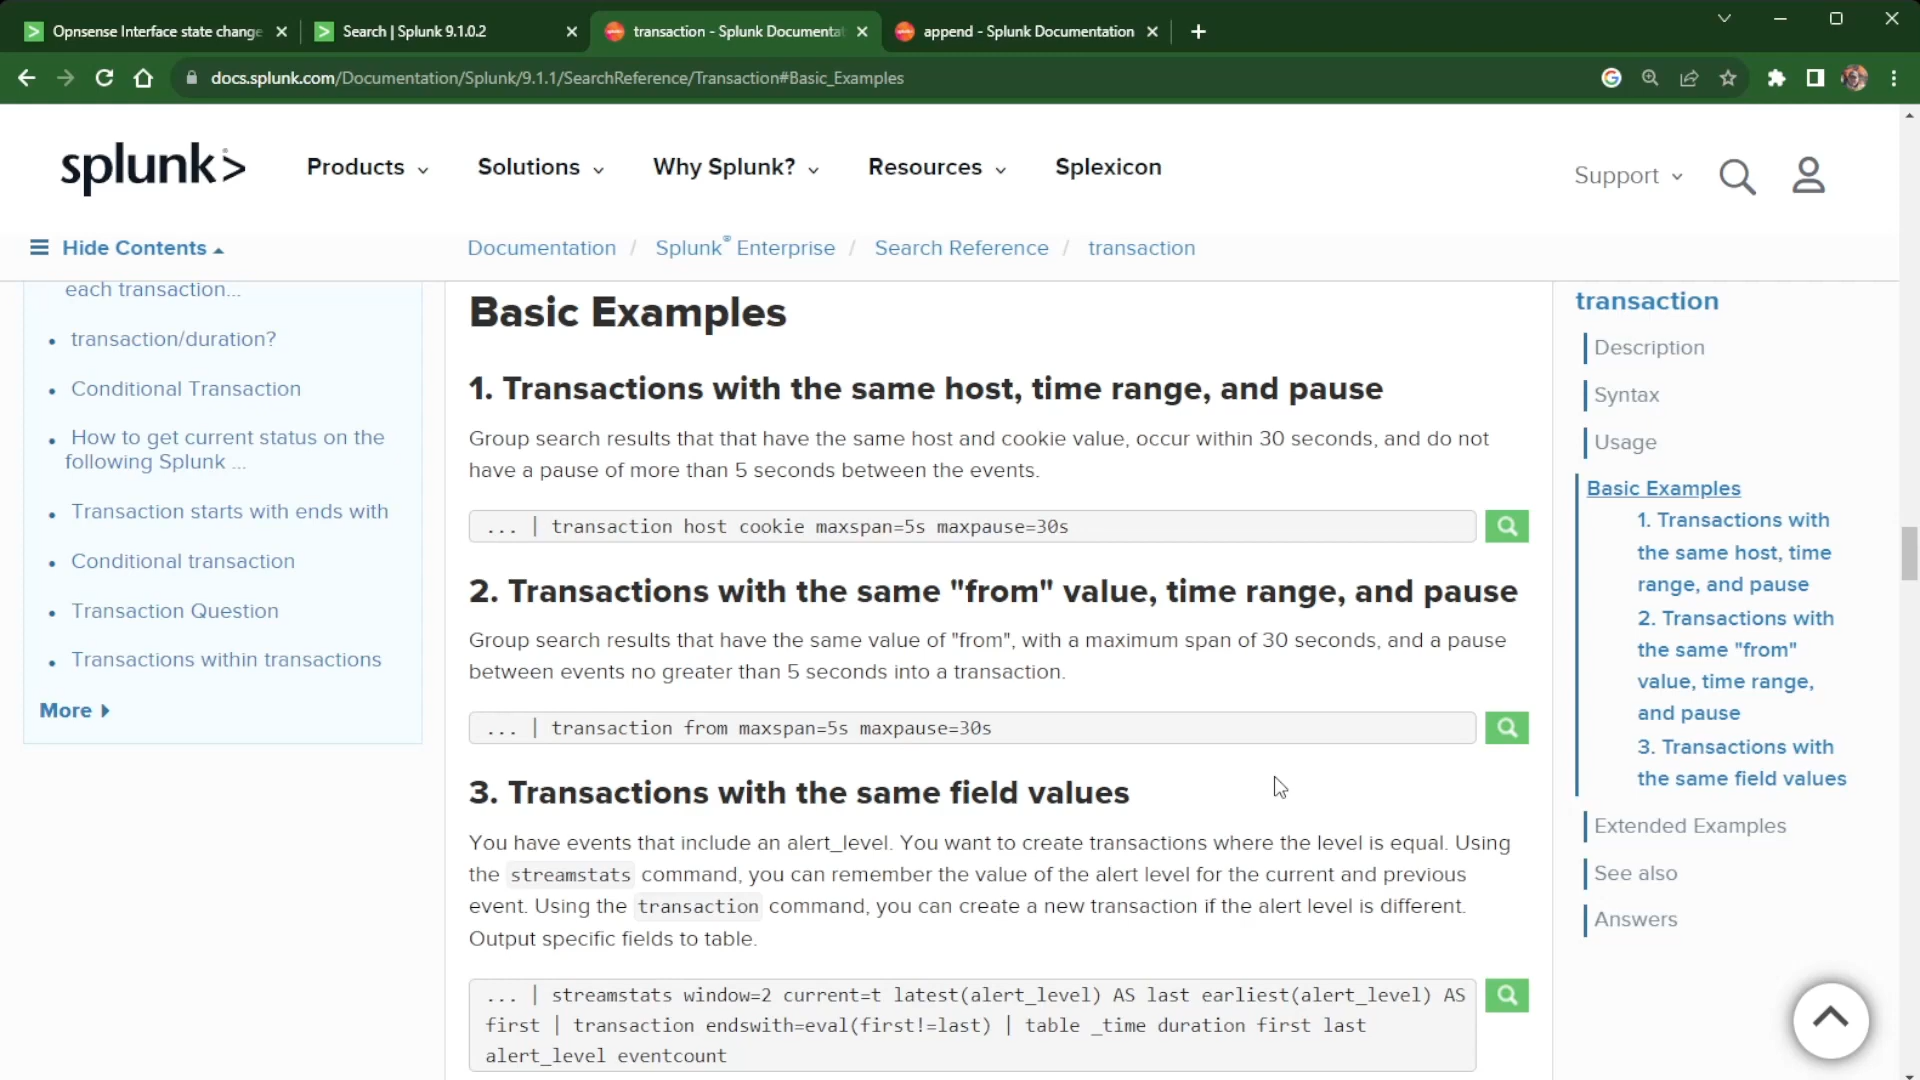 Opnsense Interface state change
Search | Splunk 9.1.0.2
transaction - Splunk Documentat
append - Splunk Documentation
docs.splunk.com/Documentation/Splunk/9.1.1/SearchReference/Transaction#Basic_Examples
splunk>
Products
Solutions
Why Splunk?
Resources
Splexicon
Support
Hide Contents
Documentation / Splunk® Enterprise / Search Reference / transaction
each transaction...
• transaction/duration?
• Conditional Transaction
• How to get current status on the
following Splunk ...
• Transaction starts with ends with
• Conditional transaction
• Transaction Question
• Transactions within transactions
More
Basic Examples
1. Transactions with the same host, time range, and pause
Group search results that that have the same host and cookie value, occur within 30 seconds, and do not
have a pause of more than 5 seconds between the events.
... | transaction host cookie maxspan=5s maxpause=30s
2. Transactions with the same "from" value, time range, and pause
Group search results that have the same value of "from", with a maximum span of 30 seconds, and a pause
between events no greater than 5 seconds into a transaction.
... | transaction from maxspan=5s maxpause=30s
3. Transactions with the same field values
You have events that include an alert_level. You want to create transactions where the level is equal. Using
the streamstats command, you can remember the value of the alert level for the current and previous
event. Using the transaction command, you can create a new transaction if the alert level is different.
Output specific fields to table.
... | streamstats window=2 current=t latest(alert_level) AS last earliest(alert_level) AS
first | transaction endswith=eval(first!=last) | table _time duration first last
alert_level eventcount
transaction
Description
Syntax
Usage
Basic Examples
1. Transactions with
the same host, time
range, and pause
2. Transactions with
the same "from"
value, time range,
and pause
3. Transactions with
the same field values
Extended Examples
See also
Answers